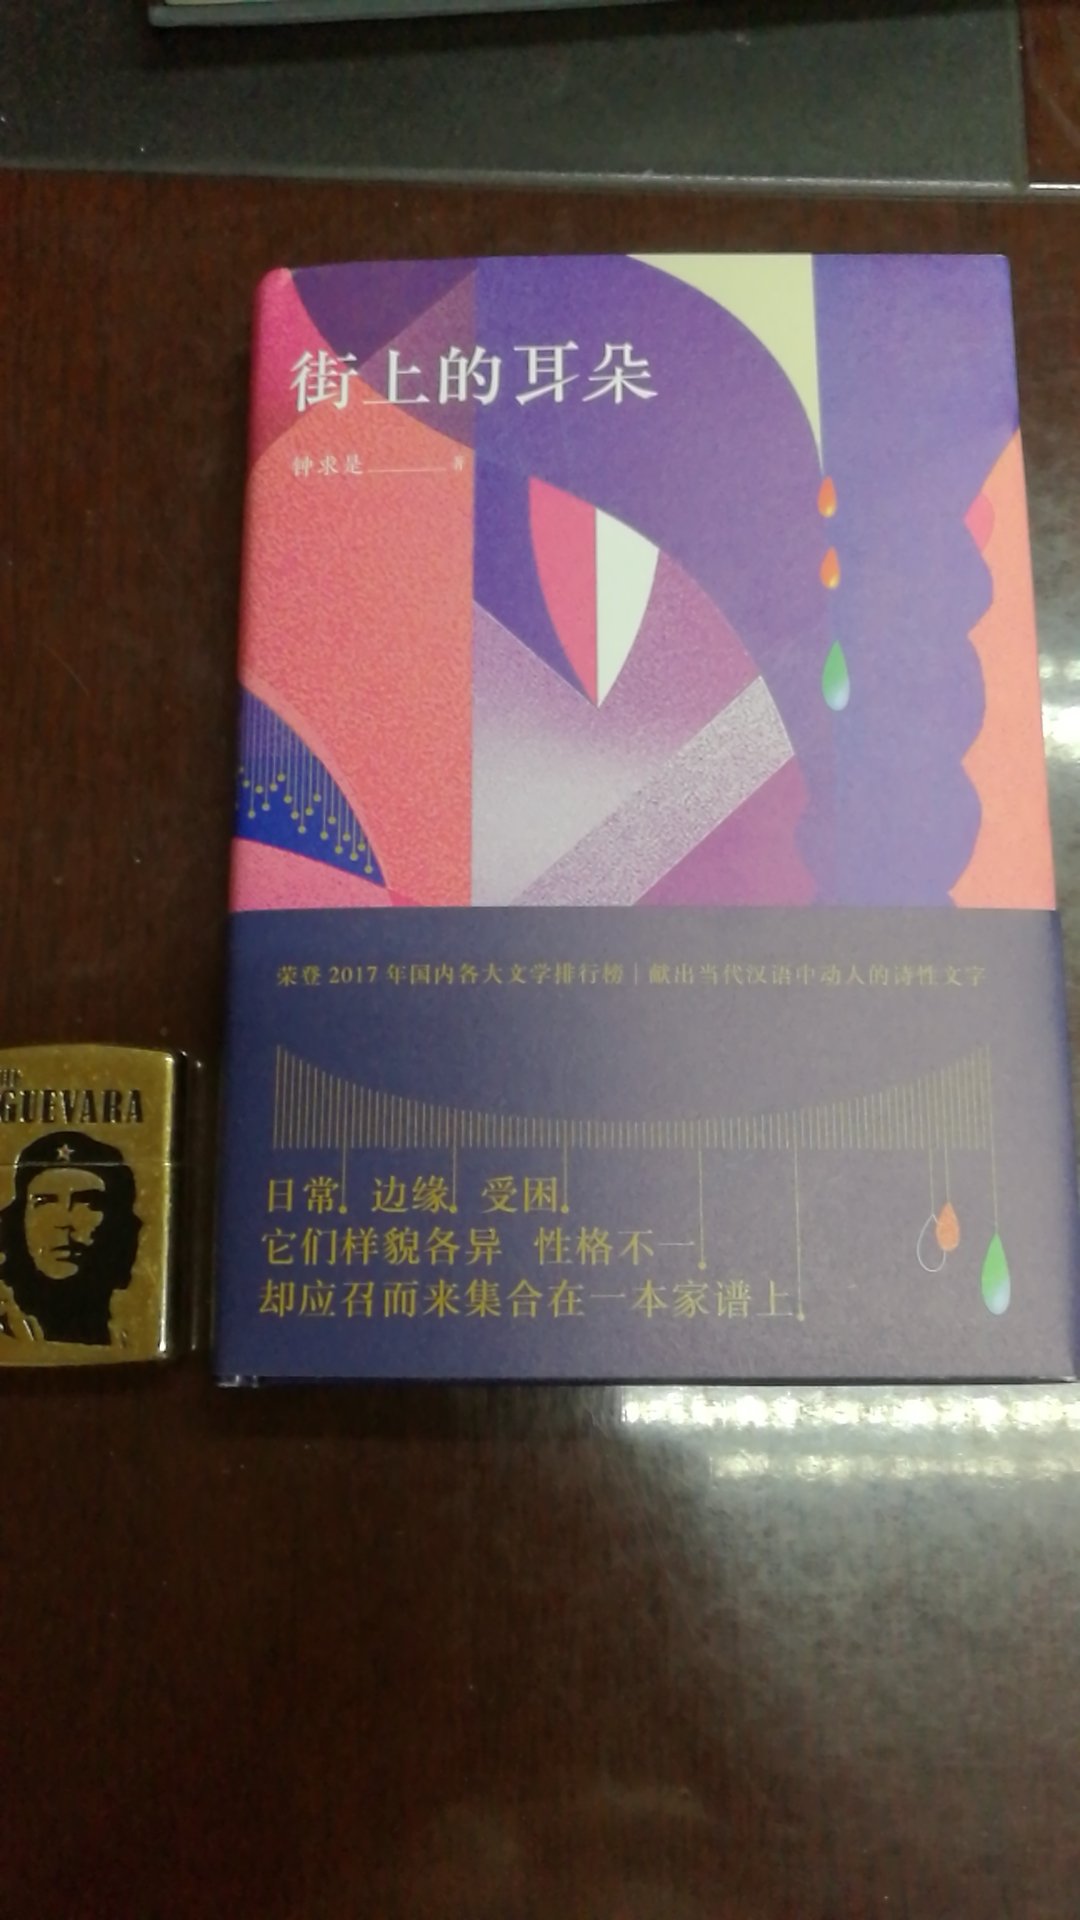 街上的耳朵
钟求是 著
荣登2017年国内各大文学排行榜|献出当代汉语中动人的诗性文字
日常. 边缘. 受困.
它们样貌各异 性格不一.
却应召而来集合在一本家谱上.
GUEVARA